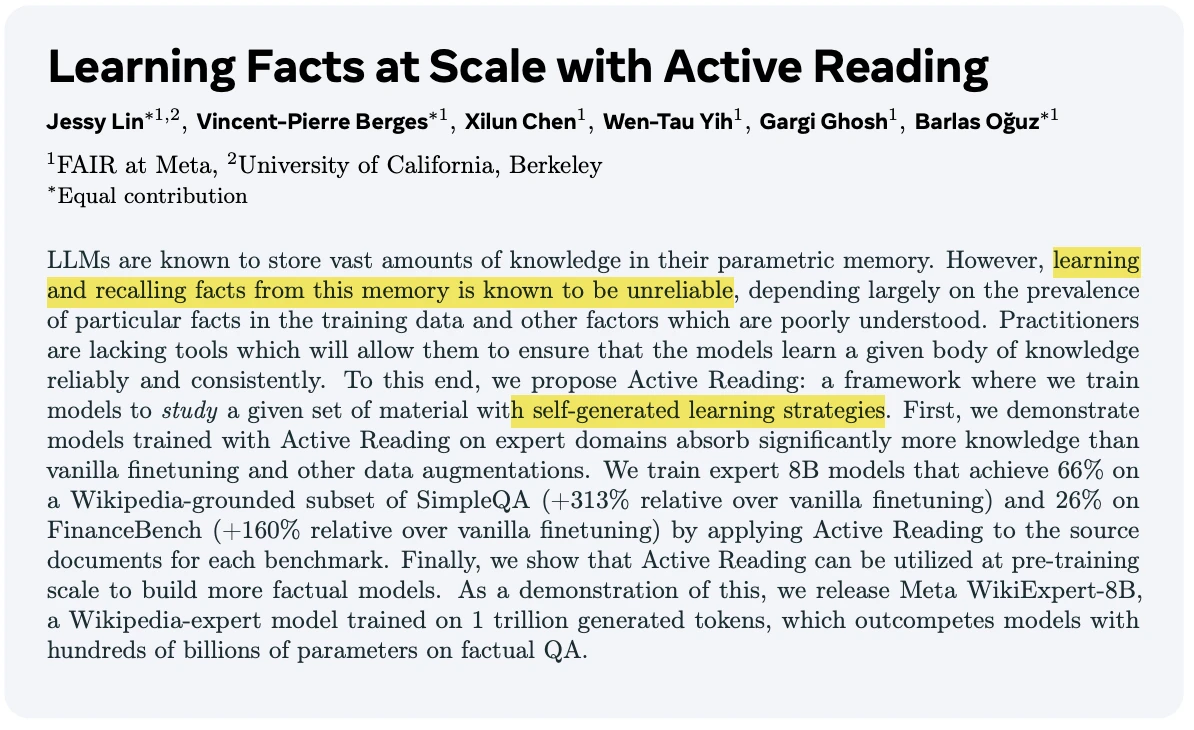 Learning Facts at Scale with Active Reading
Jessy Lin*1,2, Vincent-Pierre Berges*1, Xilun Chen1, Wen-Tau Yih1, Gargi Ghosh1, Barlas Oğuz*1
1FAIR at Meta, 2University of California, Berkeley
*Equal contribution
LLMs are known to store vast amounts of knowledge in their parametric memory. However, learning
and recalling facts from this memory is known to be unreliable, depending largely on the prevalence
of particular facts in the training data and other factors which are poorly understood. Practitioners
are lacking tools which will allow them to ensure that the models learn a given body of knowledge
reliably and consistently. To this end, we propose Active Reading: a framework where we train
models to study a given set of material with self-generated learning strategies. First, we demonstrate
models trained with Active Reading on expert domains absorb significantly more knowledge than
vanilla finetuning and other data augmentations. We train expert 8B models that achieve 66% on
a Wikipedia-grounded subset of SimpleQA (+313% relative over vanilla finetuning) and 26% on
FinanceBench (+160% relative over vanilla finetuning) by applying Active Reading to the source
documents for each benchmark. Finally, we show that Active Reading can be utilized at pre-training
scale to build more factual models. As a demonstration of this, we release Meta WikiExpert-8B,
a Wikipedia-expert model trained on 1 trillion generated tokens, which outcompetes models with
hundreds of billions of parameters on factual QA.